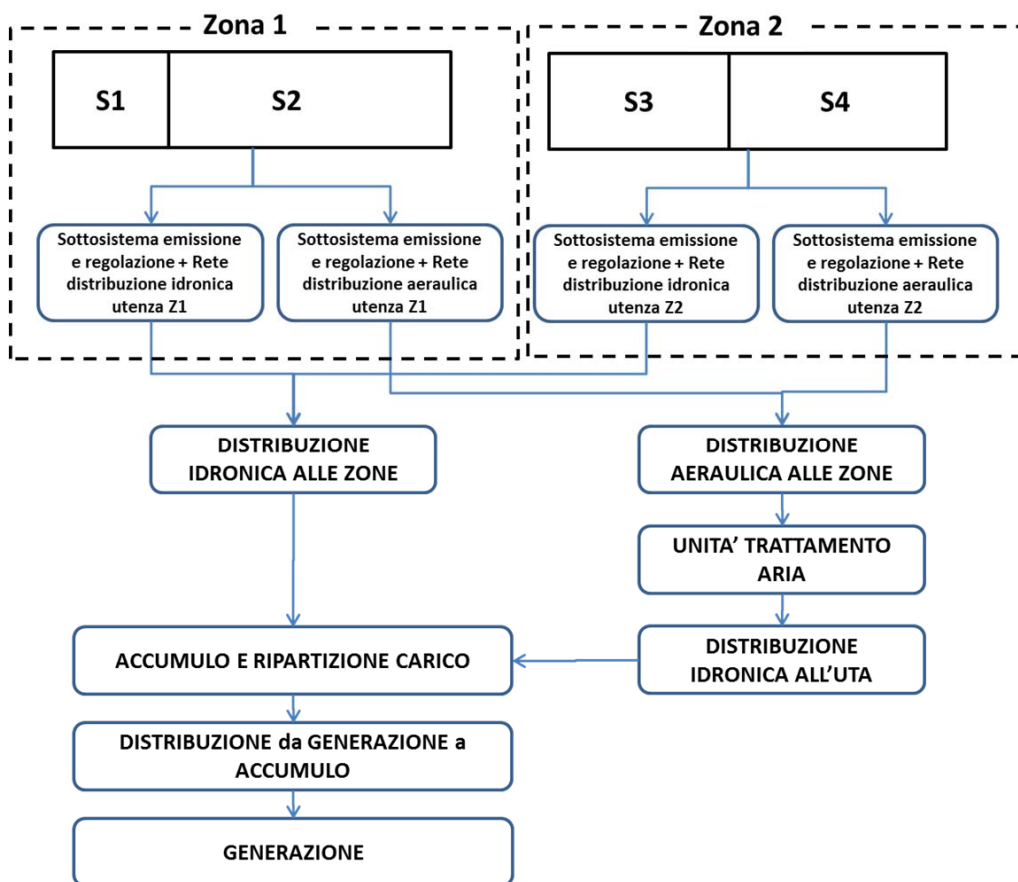 Zona 1
Zona 2
S1
S2
S3
S4
Sottosistema emissione
e regolazione + Rete
distribuzione idronica
utenza Z1
Sottosistema emissione
e regolazione + Rete
distribuzione aeraulica
utenza Z1
Sottosistema emissione
e regolazione + Rete
distribuzione idronica
utenza Z2
Sottosistema emissione
e regolazione + Rete
distribuzione aeraulica
utenza Z2
DISTRIBUZIONE
IDRONICA ALLE ZONE
DISTRIBUZIONE
AERAULICA ALLE ZONE
UNITA’ TRATTAMENTO
ARIA
DISTRIBUZIONE
IDRONICA ALL’UTA
ACCUMULO E RIPARTIZIONE CARICO
DISTRIBUZIONE da GENERAZIONE a
ACCUMULO
GENERAZIONE